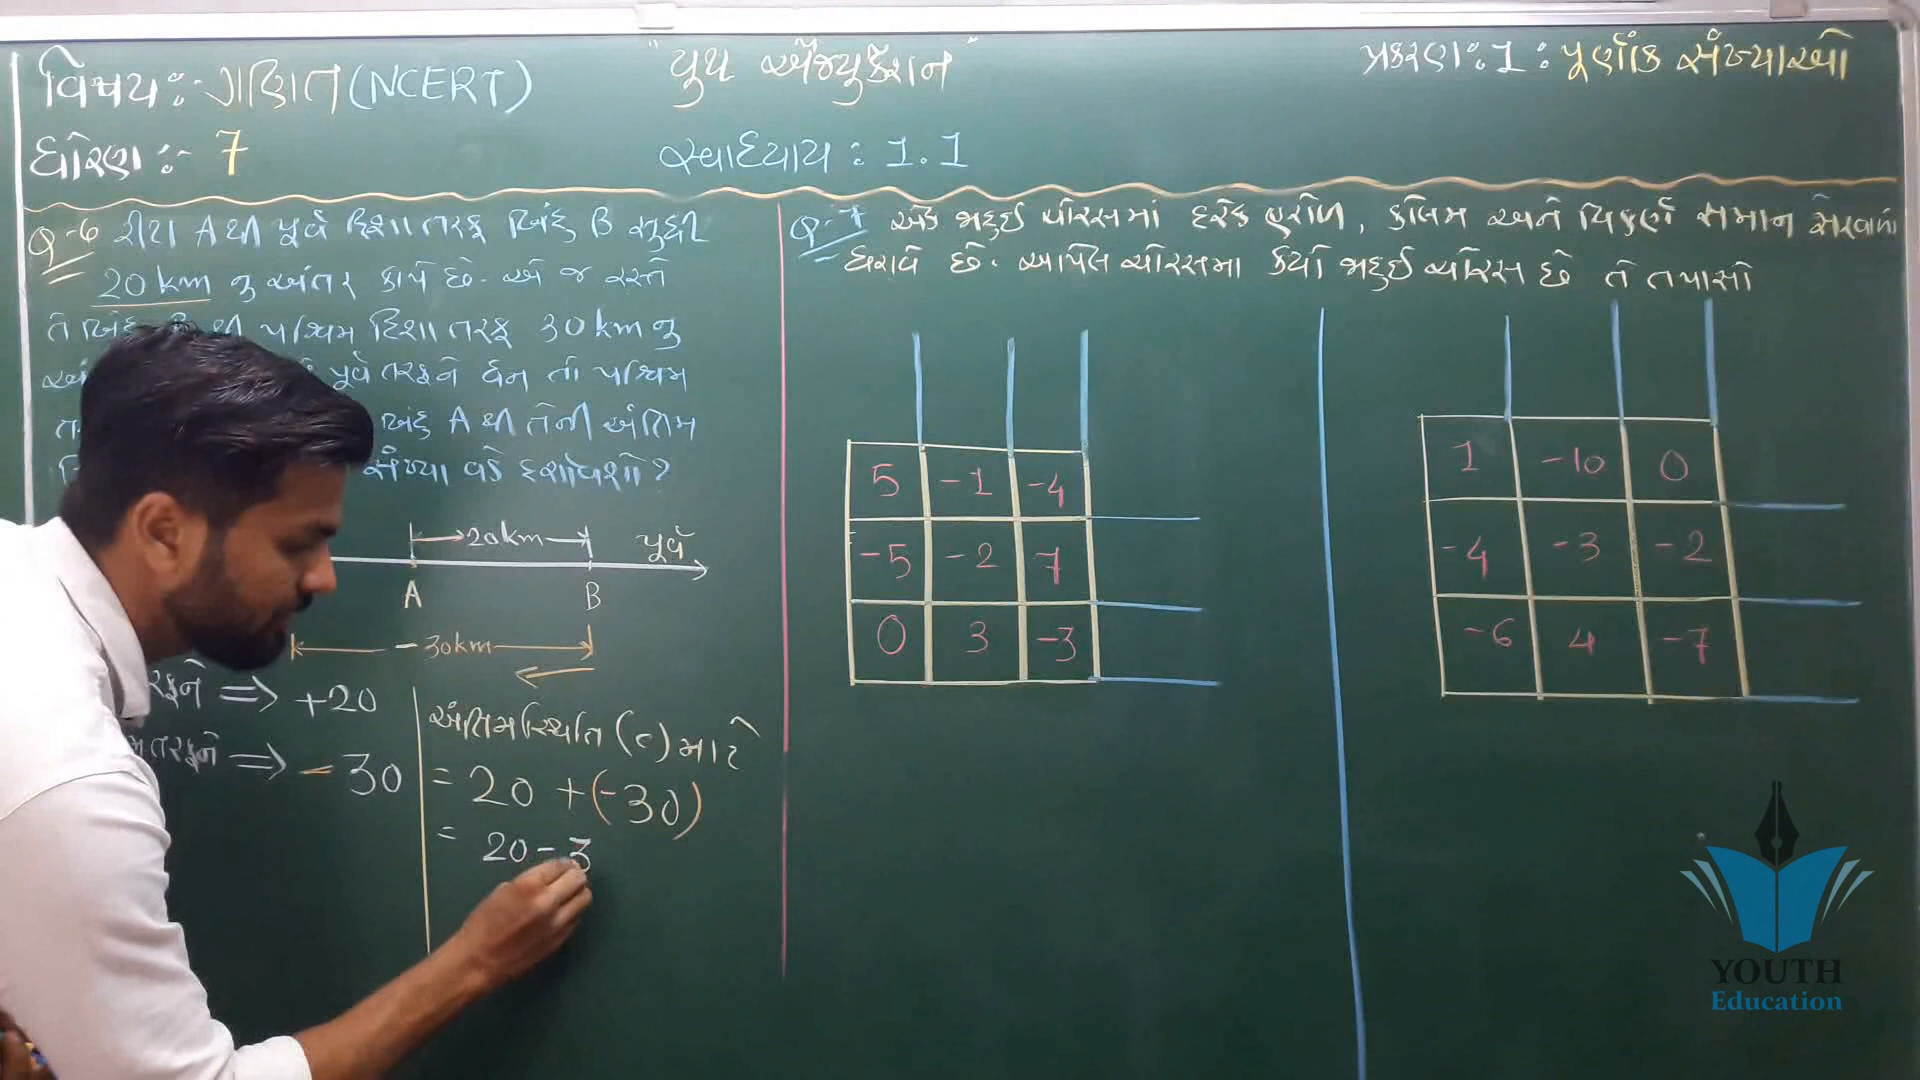 વિષયઃ- ગણિત (NCERT)
"યુથ એજ્યુકેશન"
પ્રકરણઃ1ઃ પૂર્ણાંક સંખ્યાઓ
ધોરણઃ- 7
સ્વાધ્યાયઃ 1.1
Q-6 રીટા A થી પૂર્વ દિશા તરફ બિંદુ B સુધી
20 km નુ અંતર કાપે છે. એ જ રસ્તે
તે થી પશ્ચિમ દિશા તરફ 30 km નુ
પૂર્વ તરફને ધન તો પશ્ચિમ
બિંદુ A થી તેની અંતિમ
સંખ્યા વડે દર્શાવશો?
20km પૂર્વ
A B
-30km
⇒ +20
⇒ -30
અંતિમસ્થિતિ (C) માટે
= 20 + (-30)
= 20 - 3
Q-7 એક જાદુઈ ચોરસમાં દરેક હરોળ, કોલમ અને વિકર્ણ સમાન સરવાળા
ધરાવે છે. આપેલ ચોરસમા કયો જાદુઈ ચોરસ છે તે તપાસો
5 -1 -4
-5 -2 7
0 3 -3
1 -10 0
-4 -3 -2
-6 4 -7
YOUTH
Education